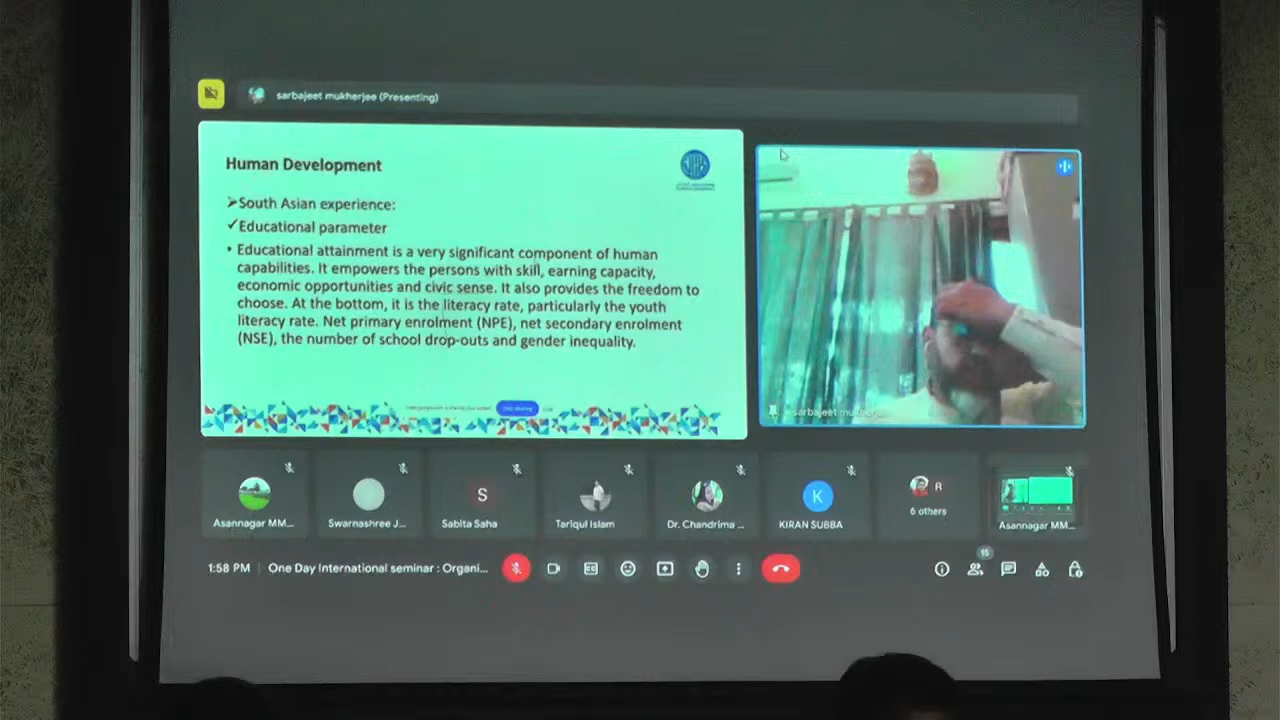 sarbajeet mukherjee (Presenting)
Human Development
➢South Asian experience:
✓Educational parameter
• Educational attainment is a very significant component of human
capabilities. It empowers the persons with skill, earning capacity,
economic opportunities and civic sense. It also provides the freedom to
choose. At the bottom, it is the literacy rate, particularly the youth
literacy rate. Net primary enrolment (NPE), net secondary enrolment
(NSE), the number of school drop-outs and gender inequality.
sarbajeet
Asannagar MM...
Swarnashree J...
S
Sabita Saha
Tariqul Islam
Dr. Chandrima ...
K
KIRAN SUBBA
R
6 others
Asannagar MM...
1:58 PM
One Day International seminar : Organi...
CC
15